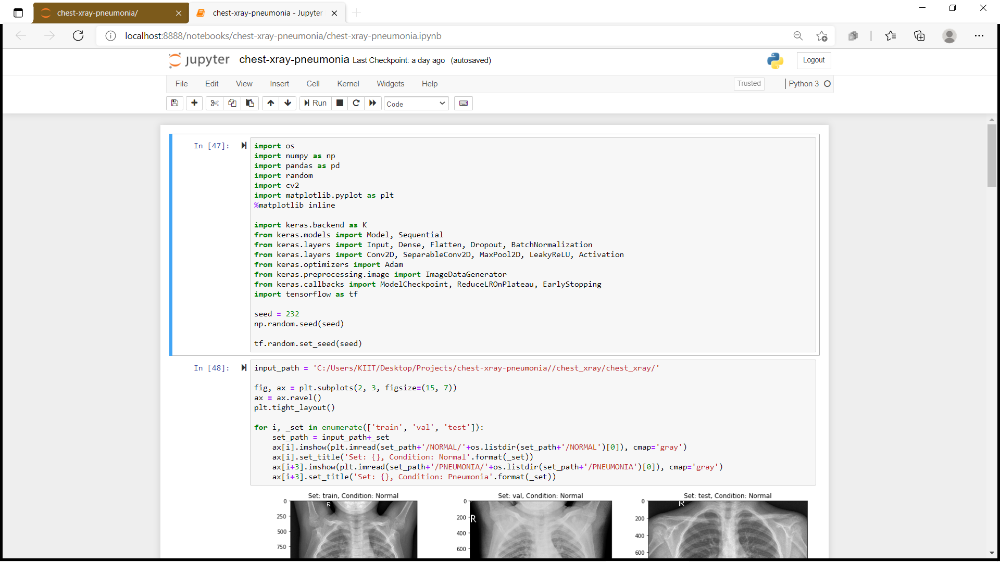 chest-xray-pneumonia/
chest-xray-pneumonia - Jupyter
localhost:8888/notebooks/chest-xray-pneumonia/chest-xray-pneumonia.ipynb
jupyter chest-xray-pneumonia Last Checkpoint: a day ago (autosaved)
Logout
File Edit View Insert Cell Kernel Widgets Help
Trusted
Python 3
Run
Code
In [47]:
import os
import numpy as np
import pandas as pd
import random
import cv2
import matplotlib.pyplot as plt
%matplotlib inline
import keras.backend as K
from keras.models import Model, Sequential
from keras.layers import Input, Dense, Flatten, Dropout, BatchNormalization
from keras.layers import Conv2D, SeparableConv2D, MaxPool2D, LeakyReLU, Activation
from keras.optimizers import Adam
from keras.preprocessing.image import ImageDataGenerator
from keras.callbacks import ModelCheckpoint, ReduceLROnPlateau, EarlyStopping
import tensorflow as tf
seed = 232
np.random.seed(seed)
tf.random.set_seed(seed)
In [48]:
input_path = 'C:/Users/KIIT/Desktop/Projects/chest-xray-pneumonia//chest_xray/chest_xray/'
fig, ax = plt.subplots(2, 3, figsize=(15, 7))
ax = ax.ravel()
plt.tight_layout()
for i, _set in enumerate(['train', 'val', 'test']):
    set_path = input_path+_set
    ax[i].imshow(plt.imread(set_path+'/NORMAL/'+os.listdir(set_path+'/NORMAL')[0]), cmap='gray')
    ax[i].set_title('Set: {}, Condition: Normal'.format(_set))
    ax[i+3].imshow(plt.imread(set_path+'/PNEUMONIA/'+os.listdir(set_path+'/PNEUMONIA')[0]), cmap='gray')
    ax[i+3].set_title('Set: {}, Condition: Pneumonia'.format(_set))
Set: train, Condition: Normal
0
250
500
750
R
Set: val, Condition: Normal
0
200
400
600
R
Set: test, Condition: Normal
0
200
400
600
R